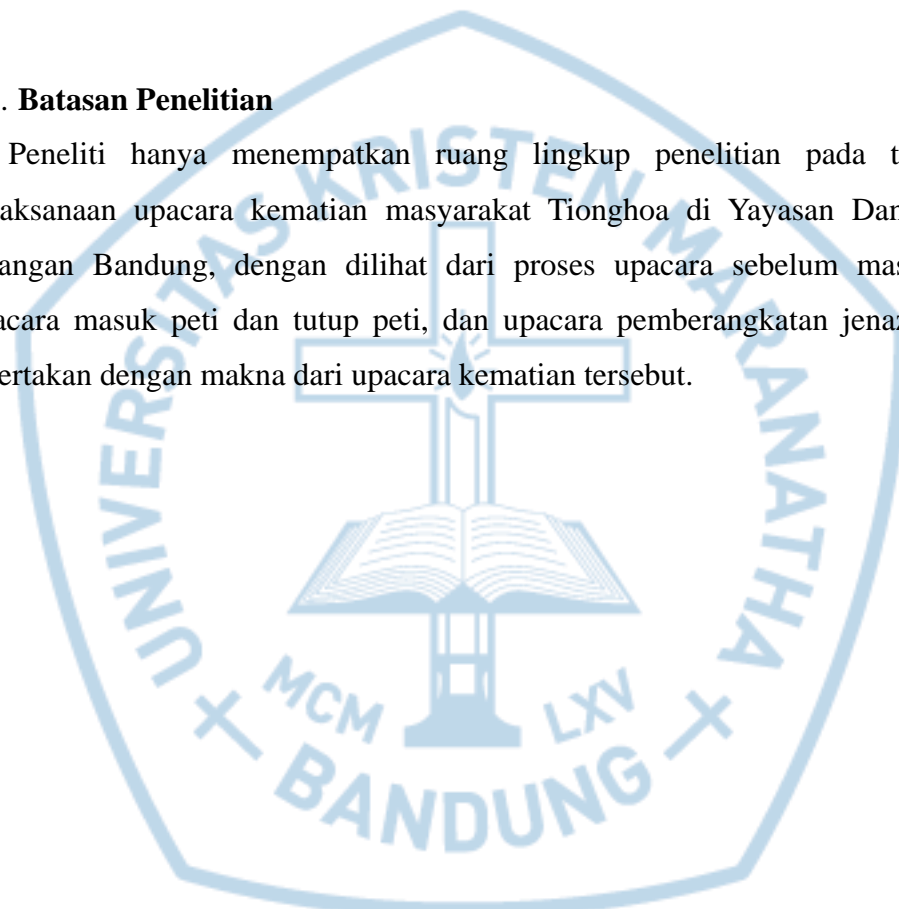 . Batasan Penelitian
Peneliti hanya menempatkan ruang lingkup penelitian pada t
aksanaan upacara kematian masyarakat Tionghoa di Yayasan Dan
angan Bandung, dengan dilihat dari proses upacara sebelum mas
acara masuk peti dan tutup peti, dan upacara pemberangkatan jenaz
ertakan dengan makna dari upacara kematian tersebut.
UNIVERSITAS KRISTEN MARANATHA
MCM LXV
BANDUNG